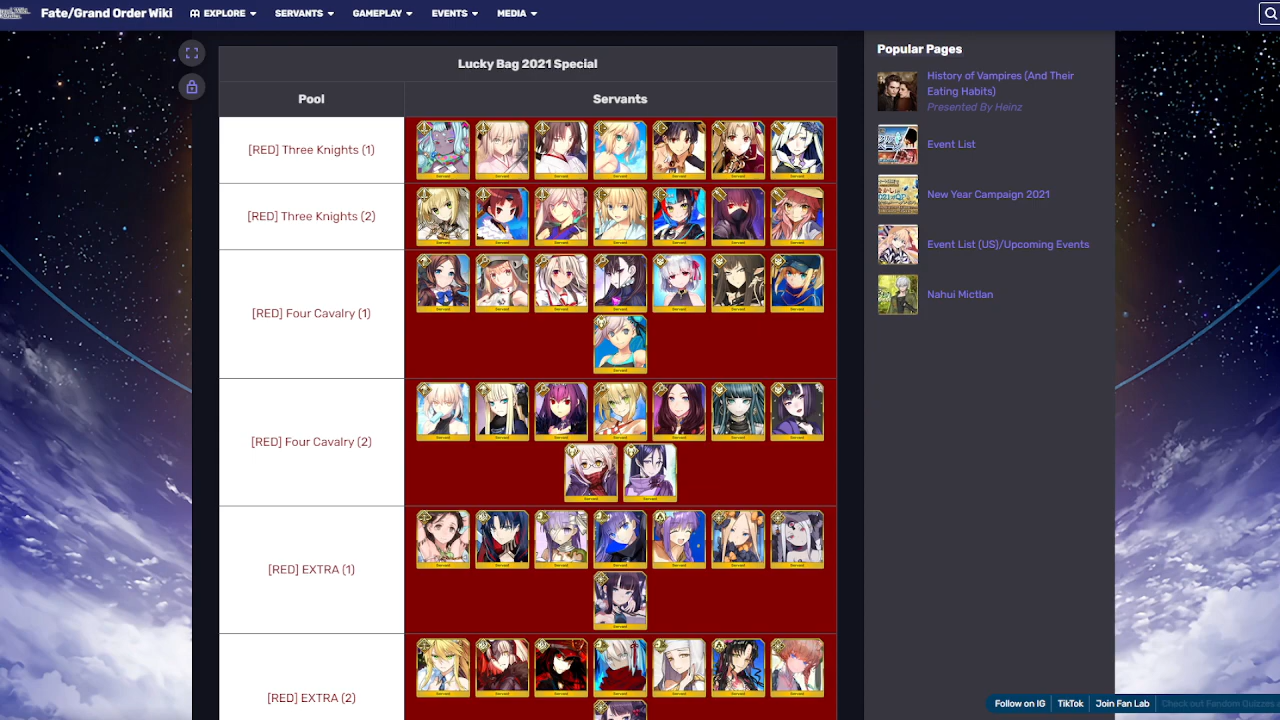 Fate/Grand Order Wiki
EXPLORE
SERVANTS
GAMEPLAY
EVENTS
MEDIA
Lucky Bag 2021 Special
Pool
Servants
[RED] Three Knights (1)
[RED] Three Knights (2)
[RED] Four Cavalry (1)
[RED] Four Cavalry (2)
[RED] EXTRA (1)
[RED] EXTRA (2)
Popular Pages
History of Vampires (And Their
Eating Habits)
Presented By Heinz
Event List
New Year Campaign 2021
Event List (US)/Upcoming Events
Nahui Mictlan
Follow on IG
TikTok
Join Fan Lab
Check out Fandom Quizzes